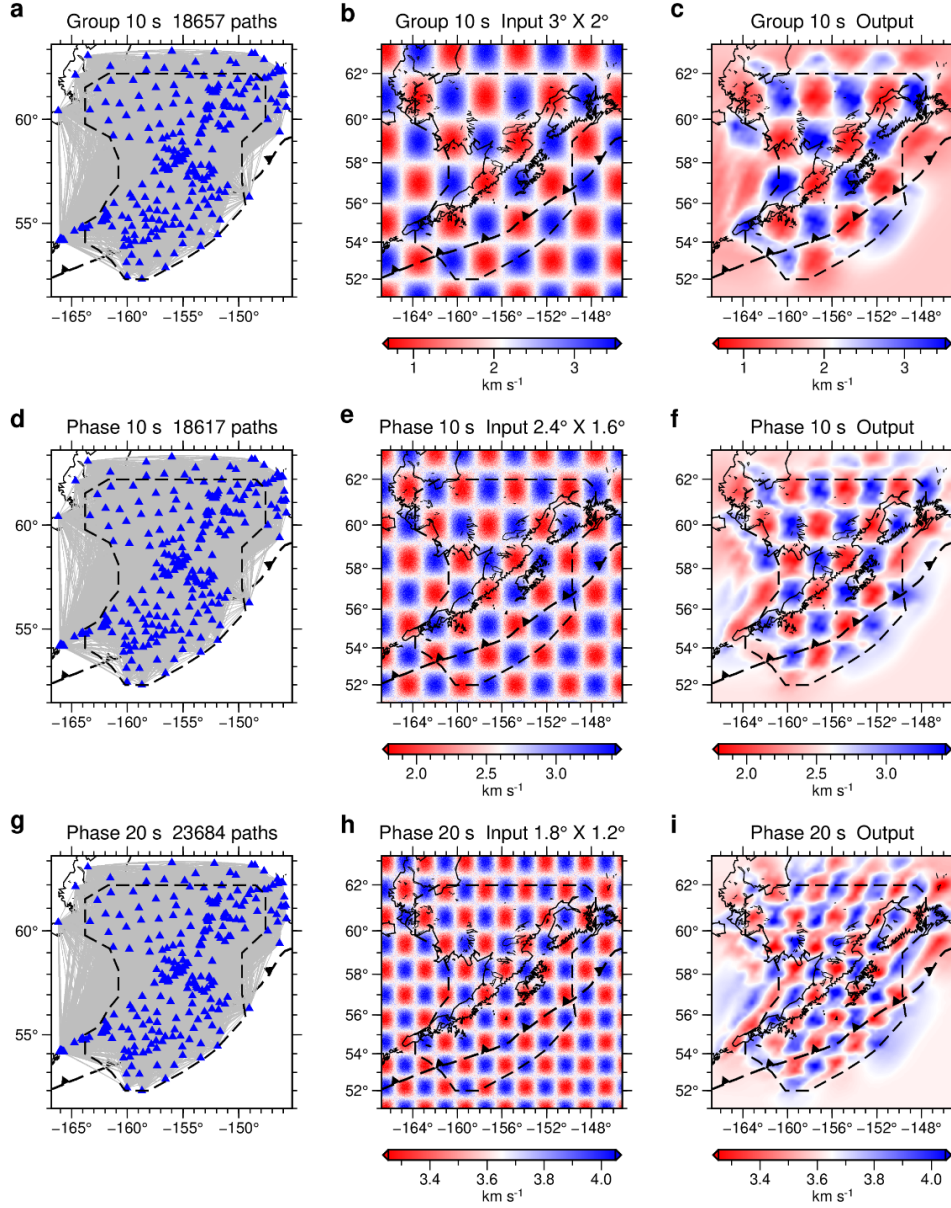 a
Group 10 s 18657 paths
60°
55°
−165° −160° −155° −150°
b
Group 10 s Input 3° X 2°
62°
60°
58°
56°
54°
52°
−164° −160° −156° −152° −148°
1 2 3
km s⁻¹
c
Group 10 s Output
62°
60°
58°
56°
54°
52°
−164° −160° −156° −152° −148°
1 2 3
km s⁻¹
d
Phase 10 s 18617 paths
60°
55°
−165° −160° −155° −150°
e
Phase 10 s Input 2.4° X 1.6°
62°
60°
58°
56°
54°
52°
−164° −160° −156° −152° −148°
2.0 2.5 3.0
km s⁻¹
f
Phase 10 s Output
62°
60°
58°
56°
54°
52°
−164° −160° −156° −152° −148°
2.0 2.5 3.0
km s⁻¹
g
Phase 20 s 23684 paths
60°
55°
−165° −160° −155° −150°
h
Phase 20 s Input 1.8° X 1.2°
62°
60°
58°
56°
54°
52°
−164° −160° −156° −152° −148°
3.4 3.6 3.8 4.0
km s⁻¹
i
Phase 20 s Output
62°
60°
58°
56°
54°
52°
−164° −160° −156° −152° −148°
3.4 3.6 3.8 4.0
km s⁻¹